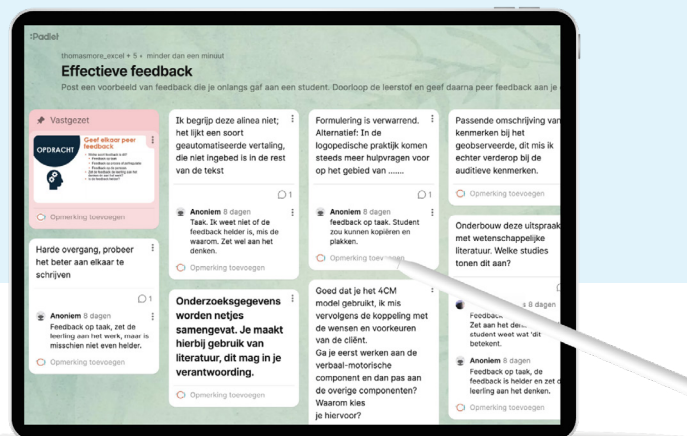 :Padlet
thomasmore_excel + 5 • minder dan een minuut
Effectieve feedback
Post een voorbeeld van feedback die je onlangs gaf aan een student. Doorloop de leerstof en geef daarna peer feedback aan je
Vastgezet
OPDRACHT
Geef elkaar peer
feedback
Opmerking toevoegen
Harde overgang, probeer
het beter aan elkaar te
schrijven
1
Anoniem 8 dagen
Feedback op taak, zet de
leerling aan het werk, maar is
misschien niet even helder.
Opmerking toevoegen
Ik begrijp deze alinea niet;
het lijkt een soort
geautomatiseerde vertaling,
die niet ingebed is in de rest
van de tekst
1
Anoniem 8 dagen
Taak. Ik weet niet of de
feedback helder is, mis de
waarom. Zet wel aan het
denken.
Opmerking toevoegen
Onderzoeksgegevens
worden netjes
samengevat. Je maakt
hierbij gebruik van
literatuur, dit mag in je
verantwoording.
Opmerking toevoegen
Formulering is verwarrend.
Alternatief: In de
logopedische praktijk komen
steeds meer hulpvragen voor
op het gebied van .......
1
Anoniem 8 dagen
feedback op taak. Student
zou kunnen kopiëren en
plakken.
Opmerking toevoegen
Goed dat je het 4CM
model gebruikt, ik mis
vervolgens de koppeling met
de wensen en voorkeuren
van de cliënt.
Ga je eerst werken aan de
verbaal-motorische
component en dan pas aan
de overige componenten?
Waarom kies
je hiervoor?
Passende omschrijving van
kenmerken bij het
geobserveerde, dit mis ik
echter verderop bij de
auditieve kenmerken.
Opmerking toevoegen
Onderbouw deze uitspraak
met wetenschappelijke
literatuur. Welke studies
tonen dit aan?
s 8 dagen
Feedback
Zet aan het
student weet wat 'dit
betekent.
Anoniem 8 dagen
Feedback op taak, de
feedback is helder en zet d
leerling aan het denken.
Opmerking toevoegen